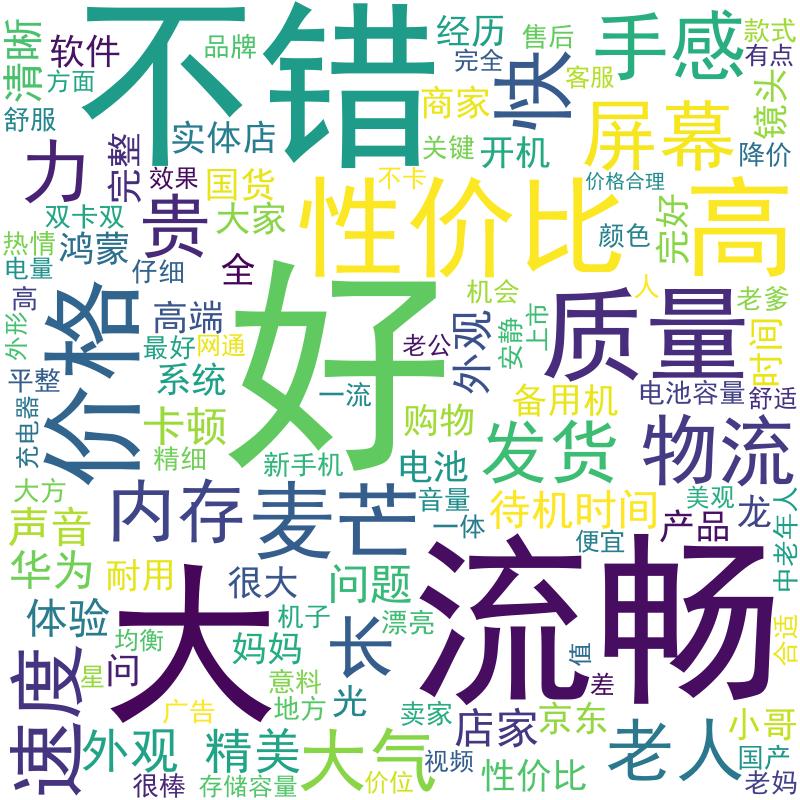 不错
手感
清晰
软件
品牌
经历
售后
款式
有点
方面
完全
快
客服
镜头
舒服
商家
屏幕
降价
力
完整
实体店
关键
开机
效果
国货
不卡
价格合理
双卡双
贵
大家
性价比
高
完好
颜色
热情
鸿蒙
电量
仔细
全
机会
人
老爹
高
价格
高端
好
外观
安静
上市
质量
时间
外形
最好
网通
老公
平整
系统
一流
备用机
电池容量
舒适
充电器
卡顿
购物
发货
物流
精细
新手机
电池
大方
内存
麦芒
音量
待机时间
美观
龙
中老年人
声音
一体
产品
便宜
华为
耐用
很大
问题
流畅
体验
大
机子
漂亮
均衡
妈妈
长
合适
速度
星
问
意料
光
值
差
广告
地方
卖家
店家
京东
小哥
外观
精美
大气
视频
老人
国产
很棒
存储容量
价位
性价比
老妈